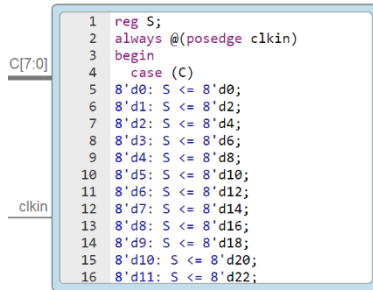 C[7:0]
clkin
1 reg S;
2 always @(posedge clkin)
3 begin
4 case (C)
5 8'd0: S <= 8'd0;
6 8'd1: S <= 8'd2;
7 8'd2: S <= 8'd4;
8 8'd3: S <= 8'd6;
9 8'd4: S <= 8'd8;
10 8'd5: S <= 8'd10;
11 8'd6: S <= 8'd12;
12 8'd7: S <= 8'd14;
13 8'd8: S <= 8'd16;
14 8'd9: S <= 8'd18;
15 8'd10: S <= 8'd20;
16 8'd11: S <= 8'd22;